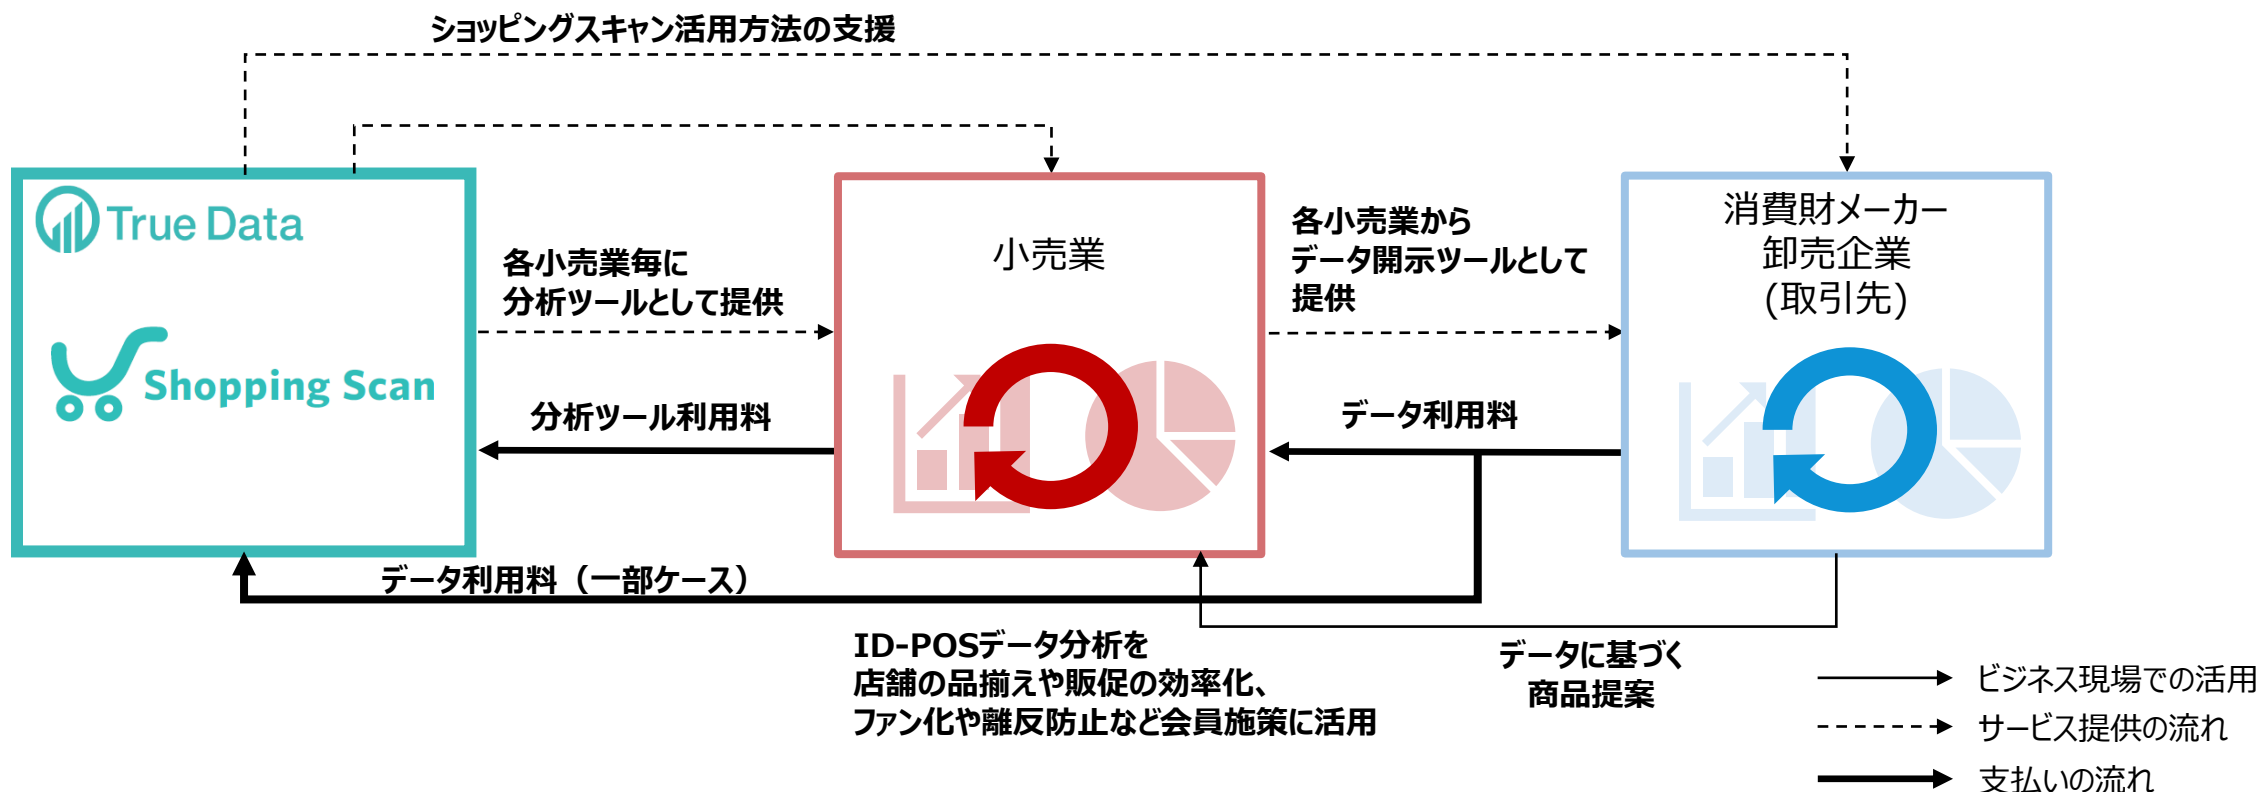 ショッピングスキャン活用方法の支援
True Data
Shopping Scan
各小売業毎に
分析ツールとして提供
分析ツール利用料
小売業
各小売業から
データ開示ツールとして
提供
データ利用料
消費財メーカー
卸売企業
(取引先)
データ利用料（一部ケース）
ID-POSデータ分析を
店舗の品揃えや販促の効率化、
ファン化や離反防止など会員施策に活用
データに基づく
商品提案
ビジネス現場での活用
サービス提供の流れ
支払いの流れ